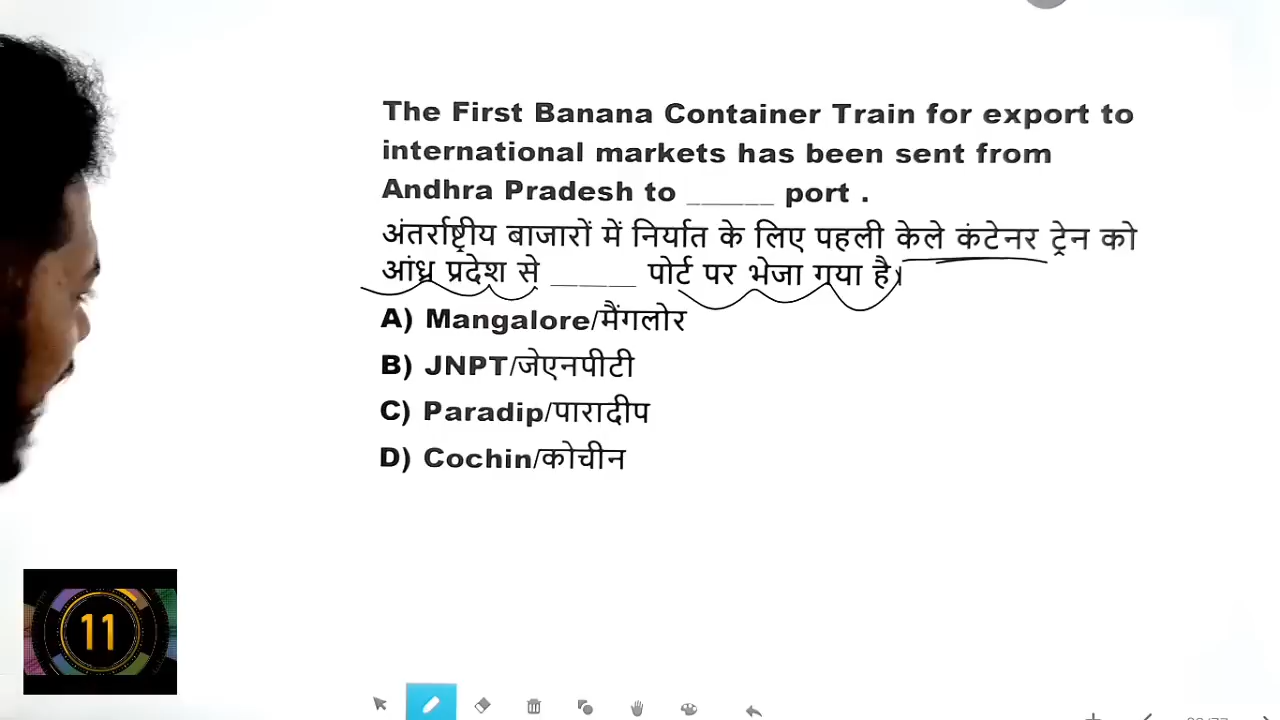 The First Banana Container Train for export to
international markets has been sent from
Andhra Pradesh to ______ port .
अंतर्राष्ट्रीय बाजारों में निर्यात के लिए पहली केले कंटेनर ट्रेन को
आंध्र प्रदेश से ______ पोर्ट पर भेजा गया है।
A) Mangalore/मैंगलोर
B) JNPT/जेएनपीटी
C) Paradip/पारादीप
D) Cochin/कोचीन
11